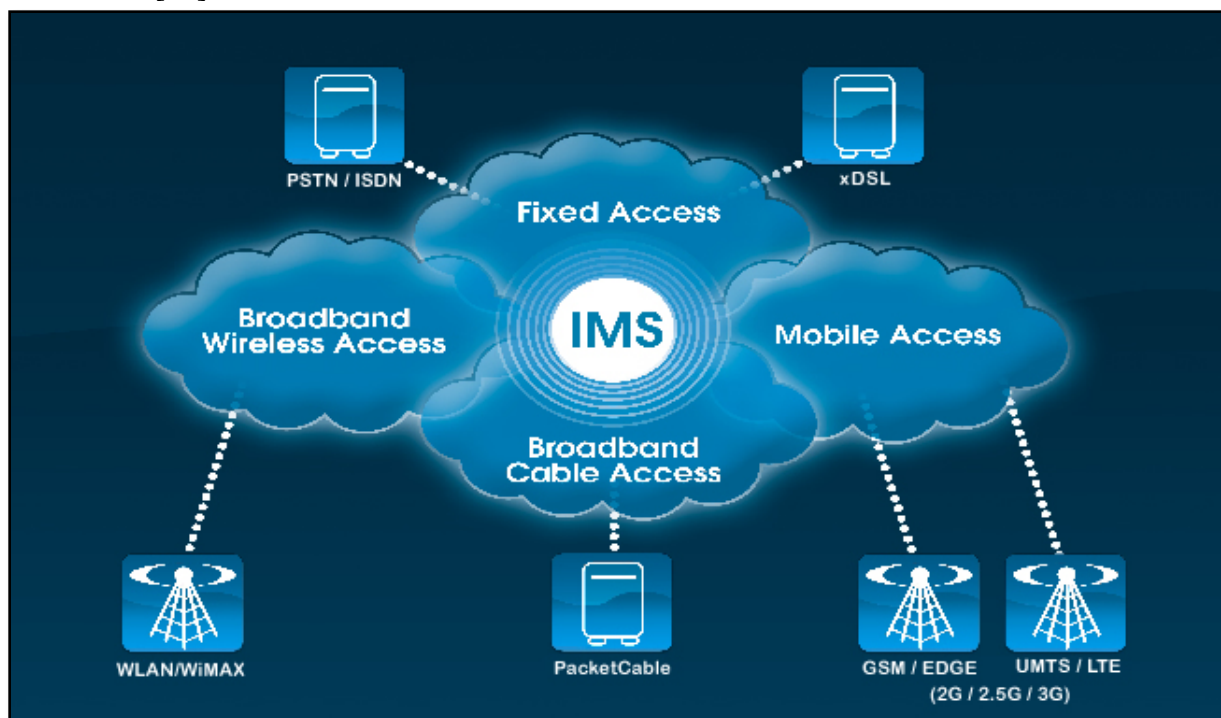 PSTN / ISDN
xDSL
Fixed Access
Broadband
Wireless Access
IMS
Mobile Access
Broadband
Cable Access
WLAN/WiMAX
PacketCable
GSM / EDGE
UMTS / LTE
(2G / 2.5G / 3G)